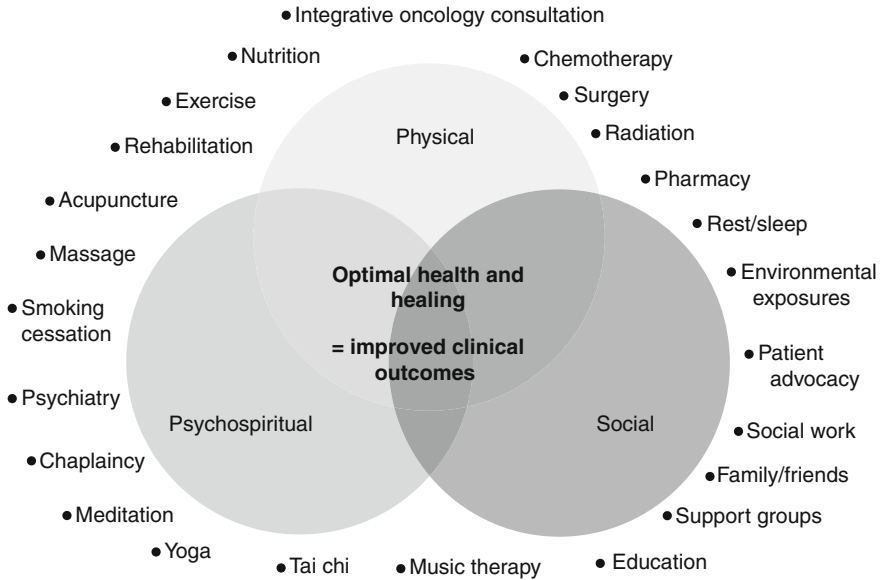 • Integrative oncology consultation
• Nutrition
• Chemotherapy
• Exercise
• Surgery
• Rehabilitation
Physical
• Radiation
• Acupuncture
• Pharmacy
• Massage
• Rest/sleep
Optimal health and
healing
= improved clinical
outcomes
• Environmental
exposures
• Smoking
cessation
• Patient
advocacy
• Psychiatry
Psychospiritual
Social
• Social work
• Chaplaincy
• Family/friends
• Meditation
• Support groups
• Yoga
• Tai chi
• Music therapy
• Education